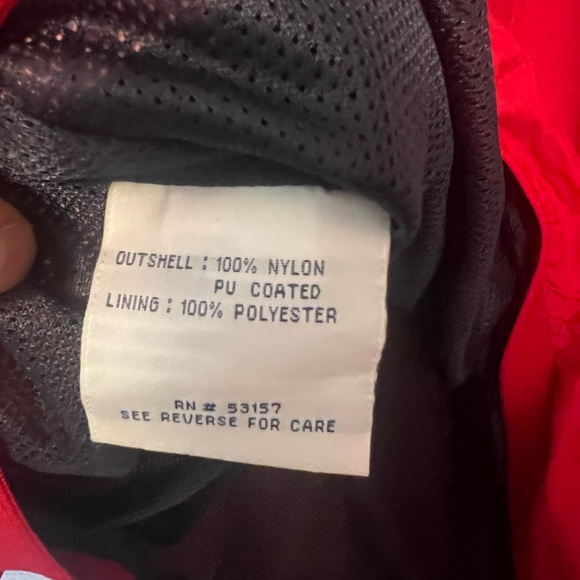 OUTSHELL : 100% NYLON
PU COATED
LINING : 100% POLYESTER
RN # 53157
SEE REVERSE FOR CARE